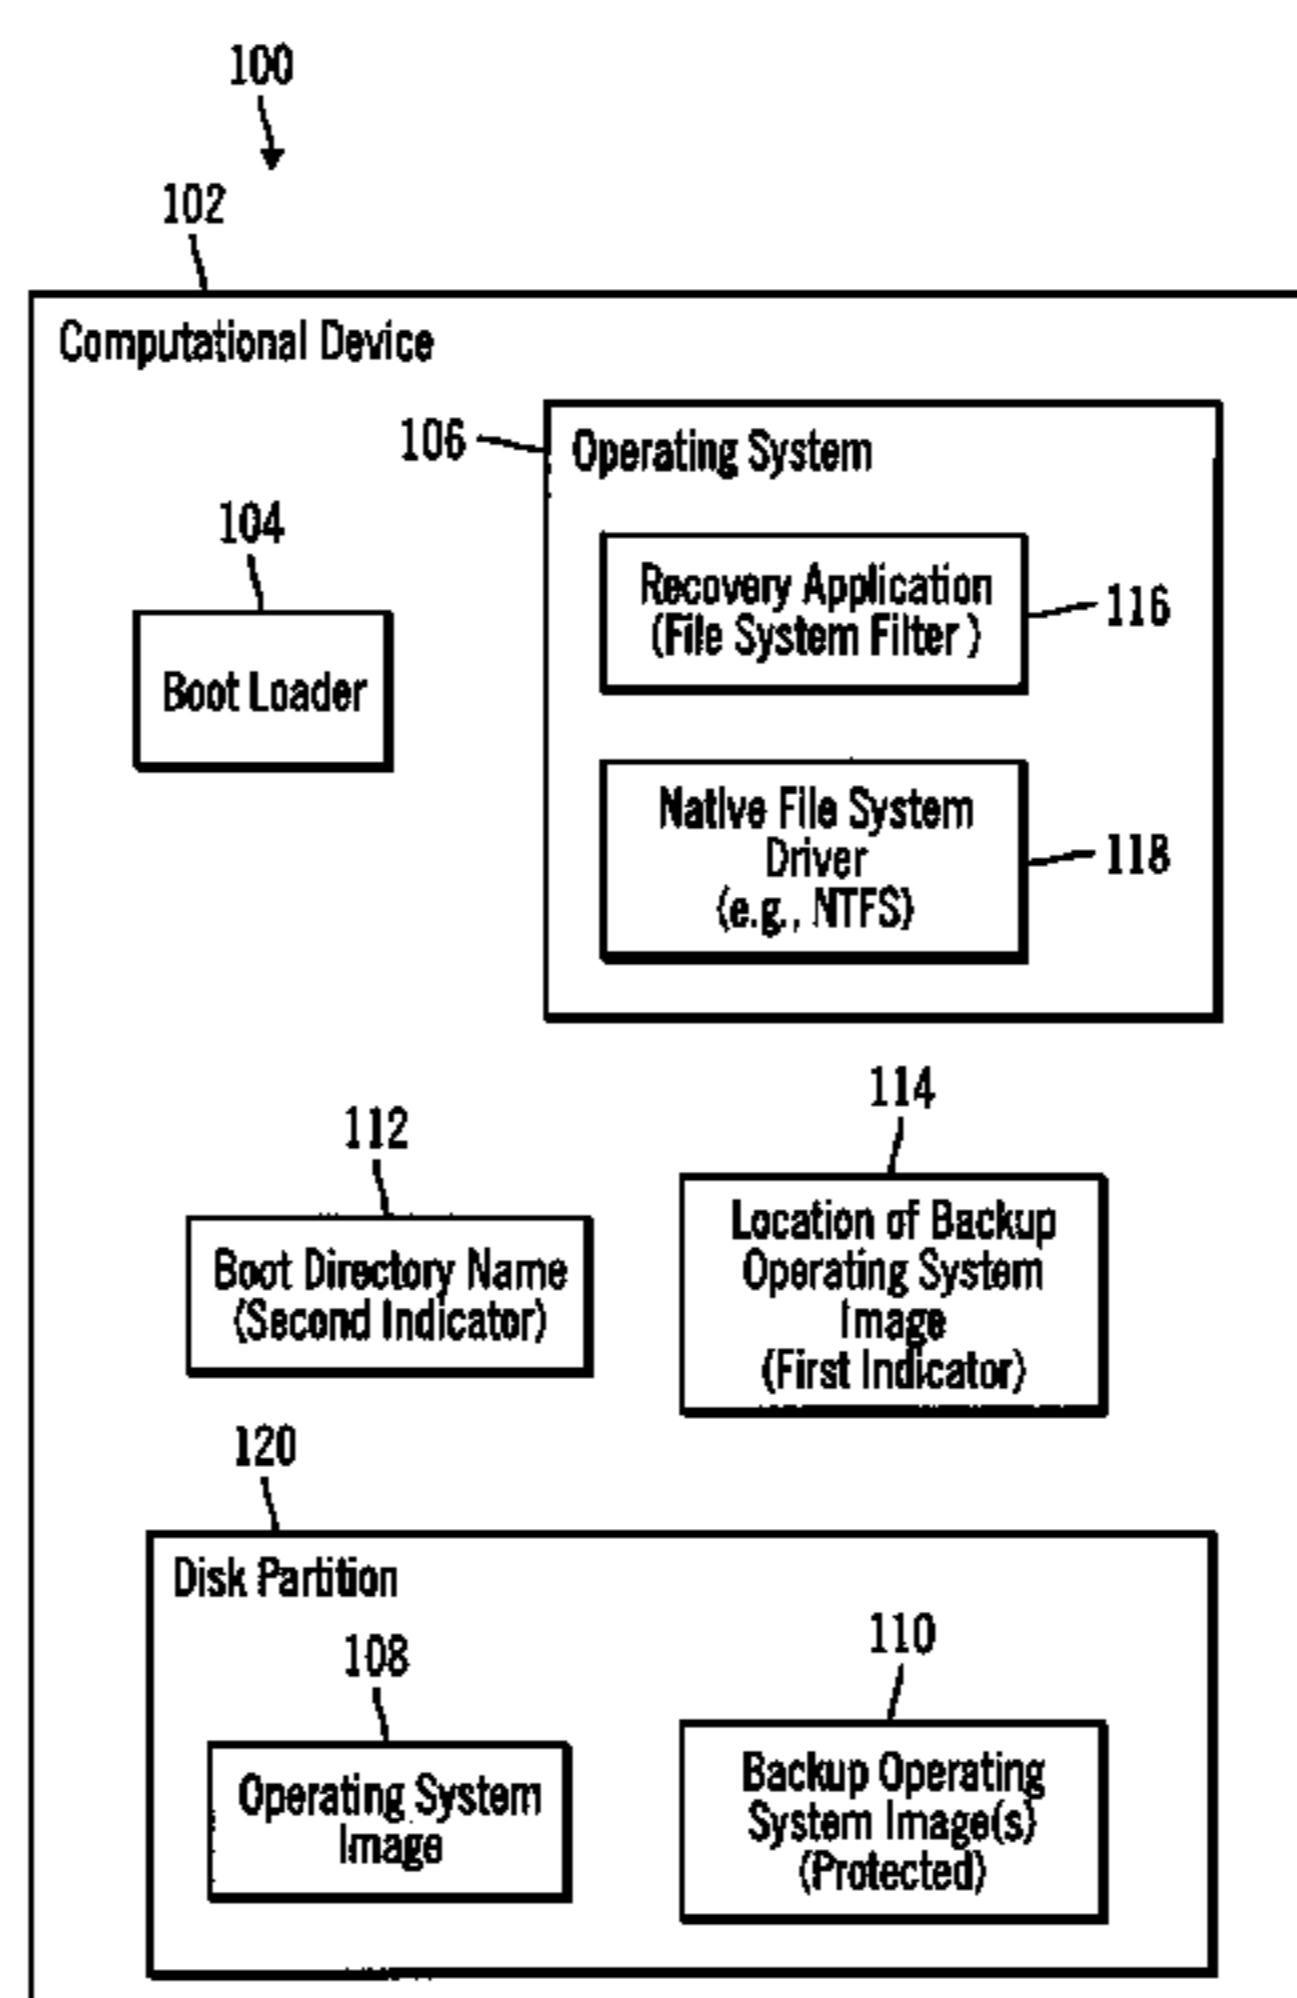 100
102
Computational Device
106
Operating System
104
Boot Loader
Recovery Application
(File System Filter)
116
Native File System
Driver
(e.g., NTFS)
118
112
Boot Directory Name
(Second Indicator)
114
Location of Backup
Operating System
Image
(First Indicator)
120
Disk Partition
108
Operating System
Image
110
Backup Operating
System Image(s)
(Protected)